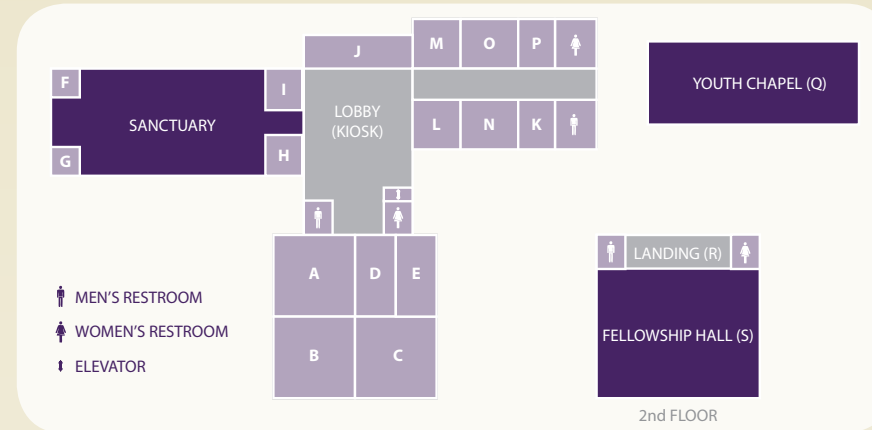 F
SANCTUARY
G
I
H
J
LOBBY
(KIOSK)
M
O
P
L
N
K
YOUTH CHAPEL (Q)
A
D
E
B
C
MEN'S RESTROOM
WOMEN'S RESTROOM
ELEVATOR
LANDING (R)
FELLOWSHIP HALL (S)
2nd FLOOR